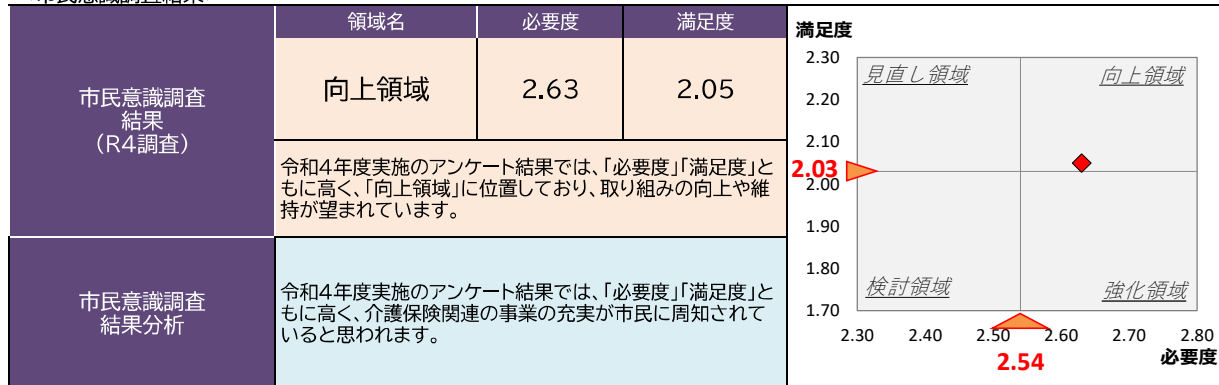 市民意識調査結果
領域名 必要度 満足度
市民意識調査
結果
(R4調査)
向上領域 2.63 2.05
令和4年度実施のアンケート結果では、「必要度」「満足度」と
もに高く、「向上領域」に位置しており、取り組みの向上や維
持が望まれています。
市民意識調査
結果分析
令和4年度実施のアンケート結果では、「必要度」「満足度」と
もに高く、介護保険関連の事業の充実が市民に周知されて
いると思われます。
満足度
2.30
2.20
2.10
2.03
2.00
1.90
1.80
1.70
見直し領域 向上領域
検討領域 強化領域
2.30 2.40 2.50 2.60 2.70 2.80
2.54
必要度